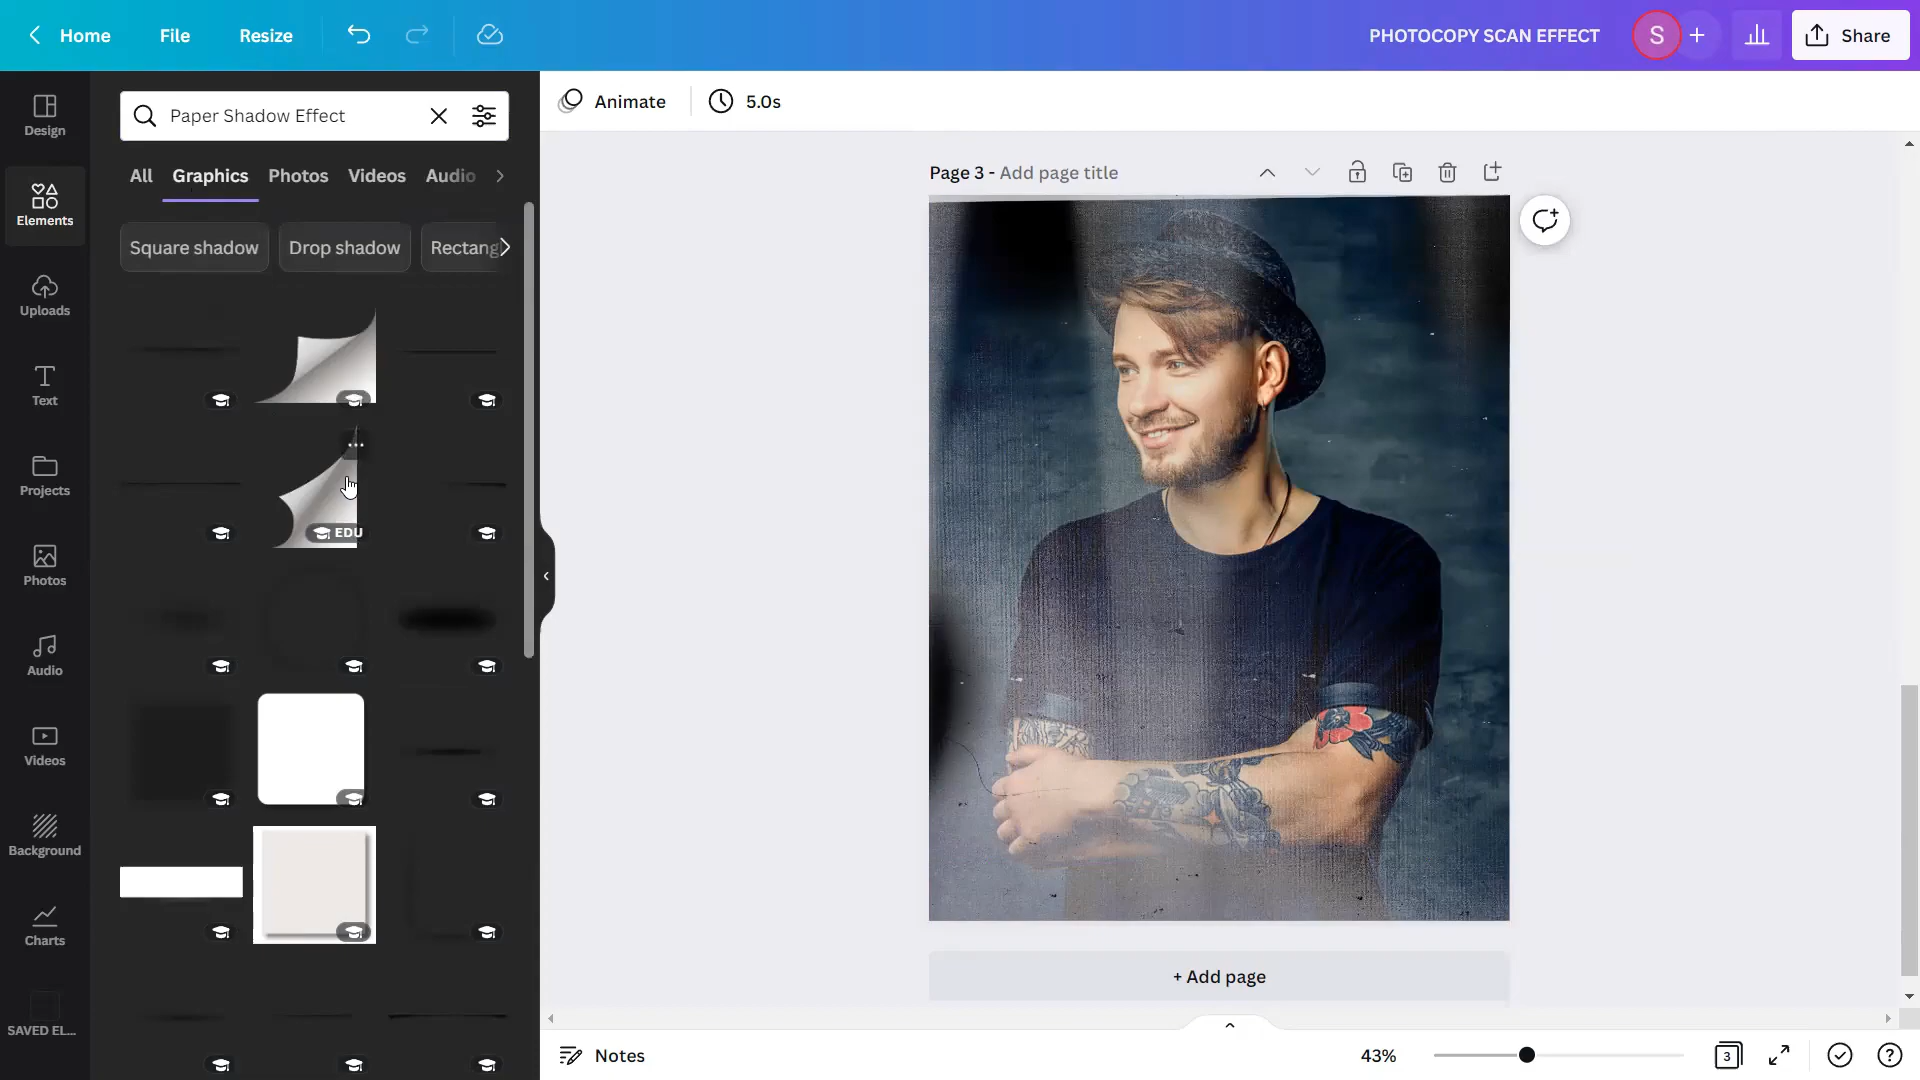 Home File Resize PHOTOCOPY SCAN EFFECT S Share
Design
Elements
Uploads
Text
Projects
Photos
Audio
Videos
Background
Charts
SAVED EL...
Paper Shadow Effect
All Graphics Photos Videos Audio
Square shadow Drop shadow Rectang
EDU
Animate 5.0s
Page 3 - Add page title
+ Add page
Notes 43% 3